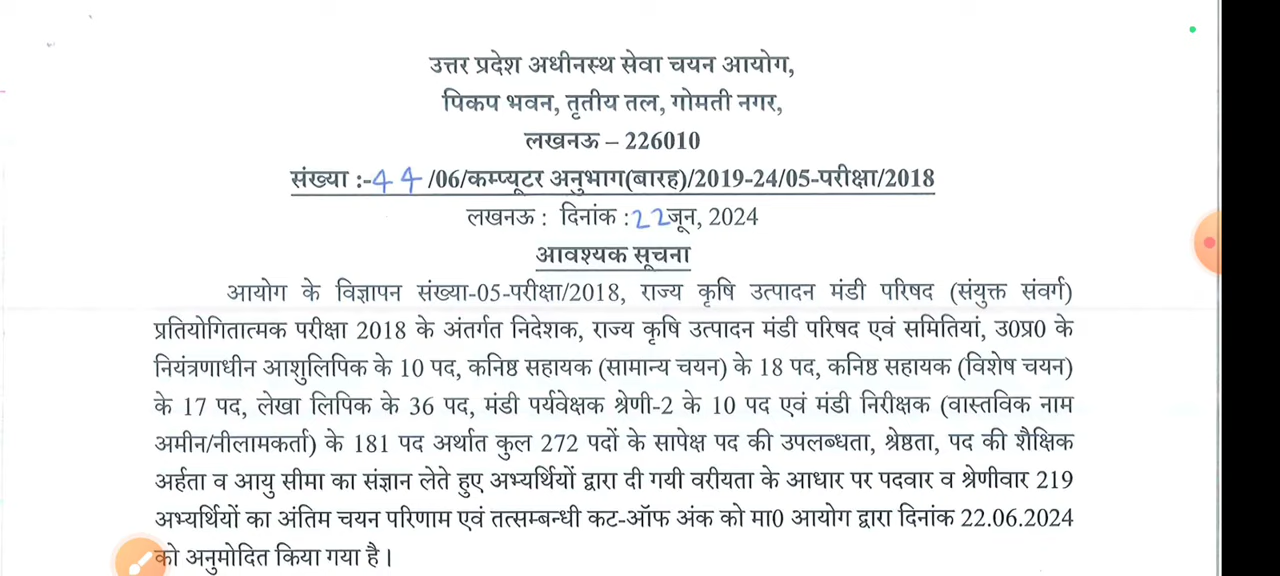 उत्तर प्रदेश अधीनस्थ सेवा चयन आयोग,
पिकप भवन, तृतीय तल, गोमती नगर,
लखनऊ – 226010
संख्या :-44/06/कम्प्यूटर अनुभाग(बारह)/2019-24/05-परीक्षा/2018
लखनऊ : दिनांक :22जून, 2024
आवश्यक सूचना
आयोग के विज्ञापन संख्या-05-परीक्षा/2018, राज्य कृषि उत्पादन मंडी परिषद (संयुक्त संवर्ग)
प्रतियोगितात्मक परीक्षा 2018 के अंतर्गत निदेशक, राज्य कृषि उत्पादन मंडी परिषद एवं समितियां, उ0प्र0 के
नियंत्रणाधीन आशुलिपिक के 10 पद, कनिष्ठ सहायक (सामान्य चयन) के 18 पद, कनिष्ठ सहायक (विशेष चयन)
के 17 पद, लेखा लिपिक के 36 पद, मंडी पर्यवेक्षक श्रेणी-2 के 10 पद एवं मंडी निरीक्षक (वास्तविक नाम
अमीन/नीलामकर्ता) के 181 पद अर्थात कुल 272 पदों के सापेक्ष पद की उपलब्धता, श्रेष्ठता, पद की शैक्षिक
अर्हता व आयु सीमा का संज्ञान लेते हुए अभ्यर्थियों द्वारा दी गयी वरीयता के आधार पर पदवार व श्रेणीवार 219
अभ्यर्थियों का अंतिम चयन परिणाम एवं तत्सम्बन्धी कट-ऑफ अंक को मा0 आयोग द्वारा दिनांक 22.06.2024
को अनुमोदित किया गया है।